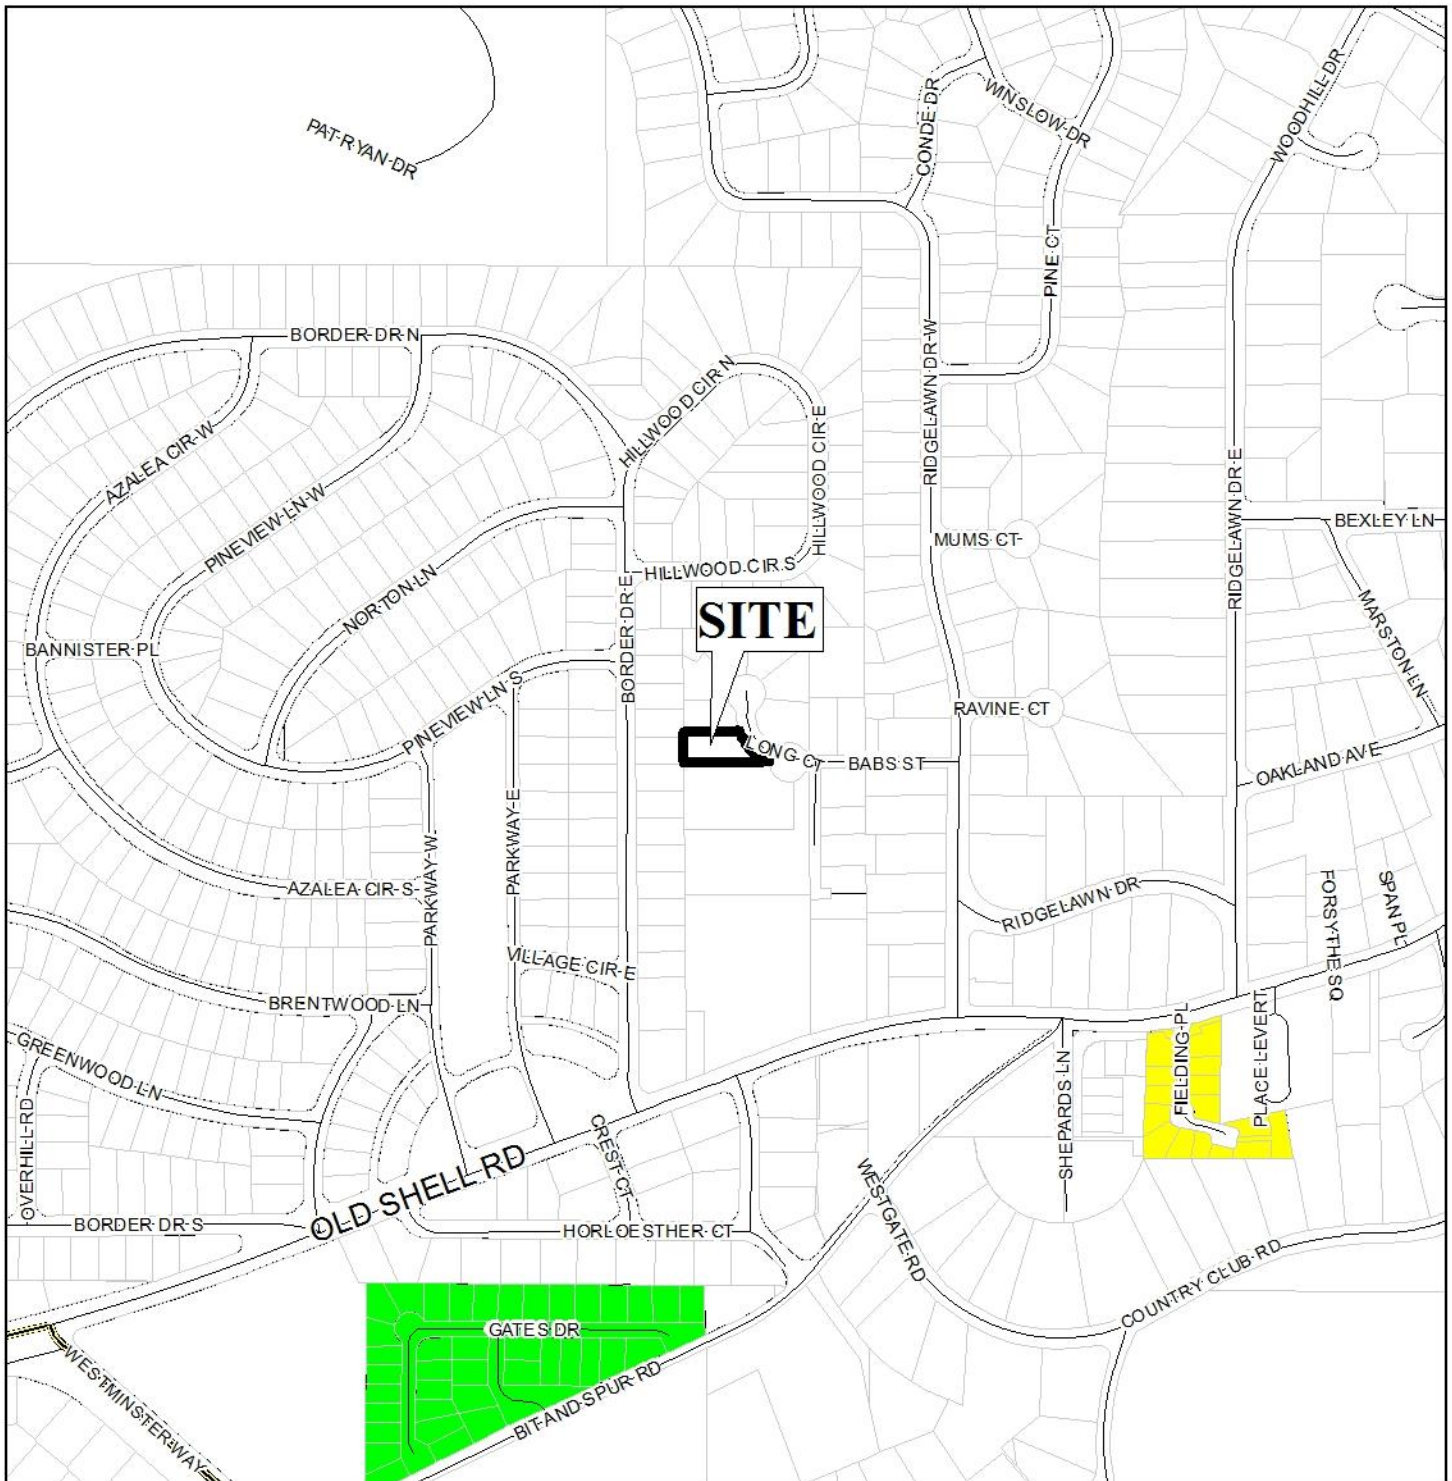 PAT RYAN DR
CONDE DR
WINSLOW DR
WOODHILL DR
PINE CT
BORDER DR N
HILLWOOD CIR N
HILLWOOD CIR E
RIDGELAWN DR W
AZALEA CIR W
PINEVIEW LN W
RIDGELAWN DR E
BEXLEY LN
MUMS CT
HILLWOOD CIR S
NORTON LN
BORDER DR E
SITE
MARSTON LN
BANNISTER PL
PINEVIEW LN S
RAVINE CT
LONG CT
BABS ST
OAKLAND AVE
PARKWAY W
PARKWAY E
AZALEA CIR S
RIDGELAWN DR
FORSYTHE SQ
SPAN PL
VILLAGE CIR E
BRENTWOOD LN
GREENWOOD LN
FIELDING PL
PLACE LEVERT
SHEPARDS LN
OVERHILL RD
CREST CT
OLD SHELL RD
WESTGATE RD
BORDER DR S
HORLOESTHER CT
COUNTRY CLUB RD
GATES DR
WESTMINSTER WAY
BIT AND SPUR RD